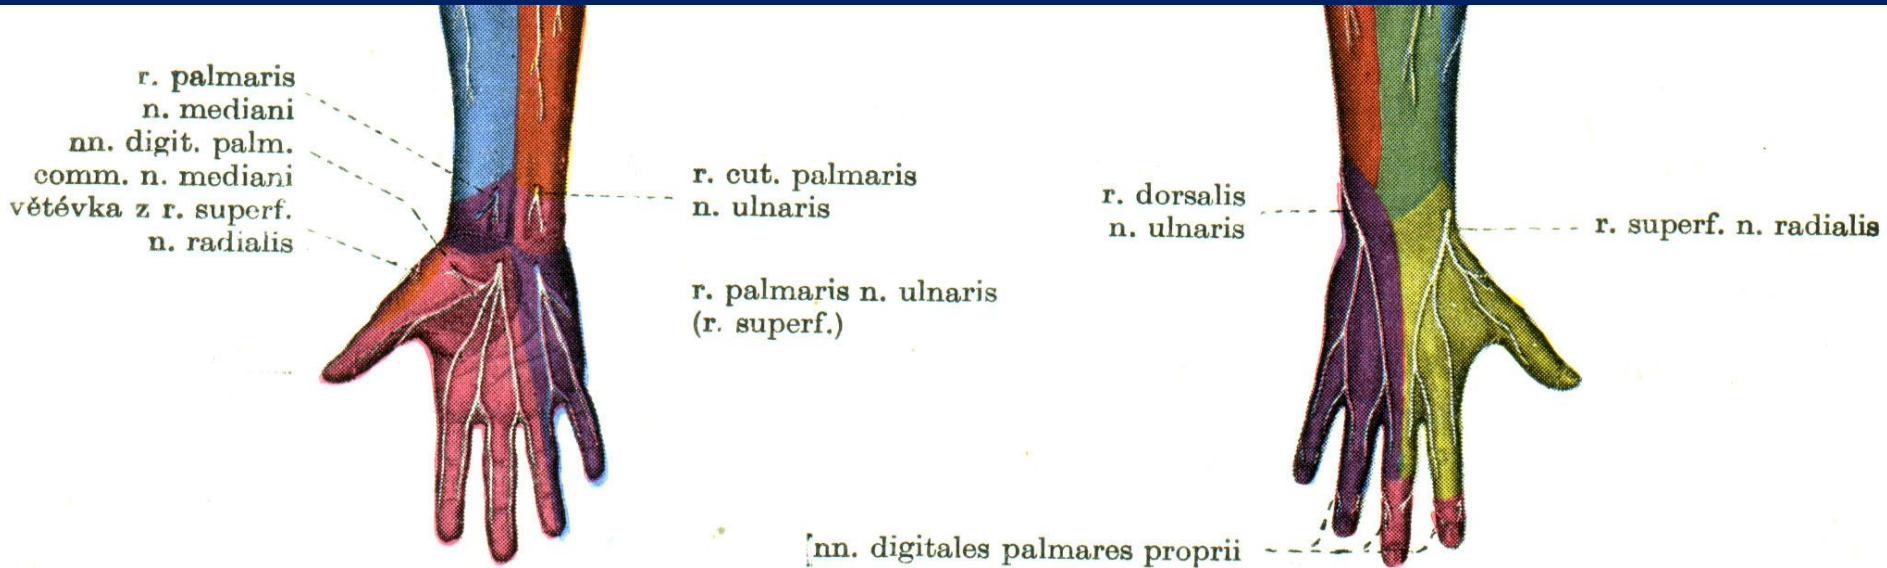 r. palmaris
n. mediani
nn. digit. palm.
comm. n. mediani
větévka z r. superf.
n. radialis
r. cut. palmaris
n. ulnaris
r. palmaris n. ulnaris
(r. superf.)
r. dorsalis
n. ulnaris
r. superf. n. radialis
nn. digitales palmares proprii